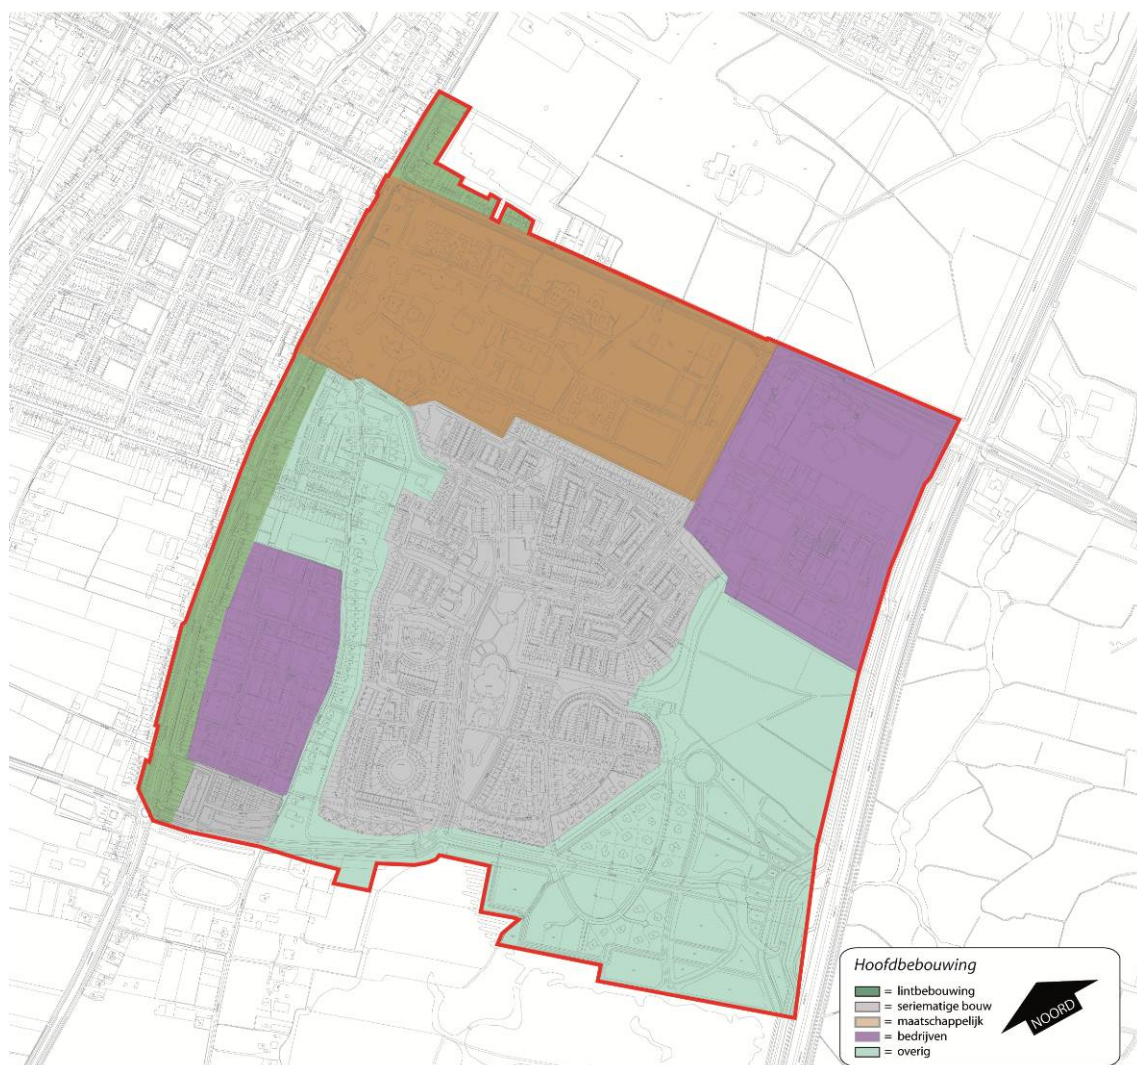 Hoofdbebouwing
= lintbebouwing
= seriematige bouw
= maatschappelijk
= bedrijven
= overig
NOORD